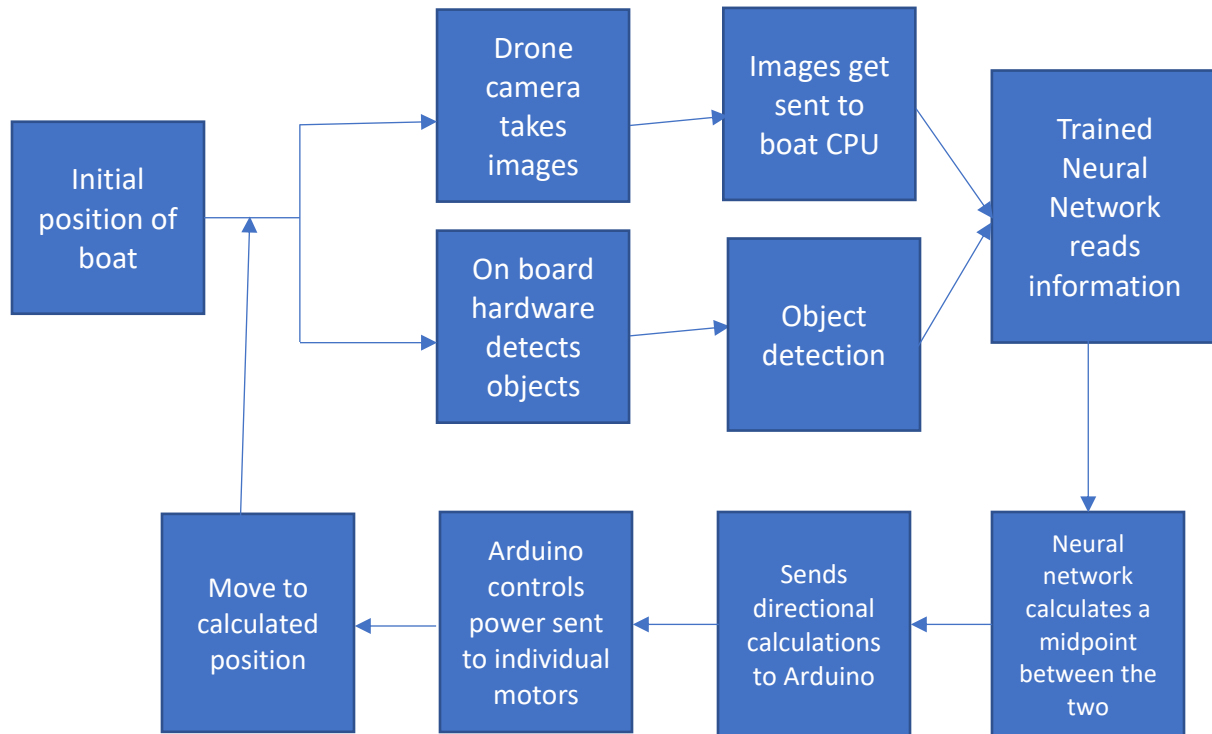 Initial
position of
boat
Drone
camera
takes
images
Images get
sent to
boat CPU
On board
hardware
detects
objects
Object
detection
Trained
Neural
Network
reads
information
Neural
network
calculates a
midpoint
between the
two
Sends
directional
calculations
to Arduino
Arduino
controls
power sent
to individual
motors
Move to
calculated
position